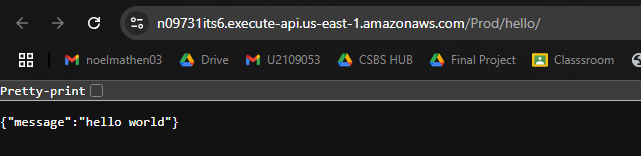 n09731its6.execute-api.us-east-1.amazonaws.com/Prod/hello/
noelmathen03 Drive U2109053 CSBS HUB Final Project Classsroom
Pretty-print
{"message":"hello world"}